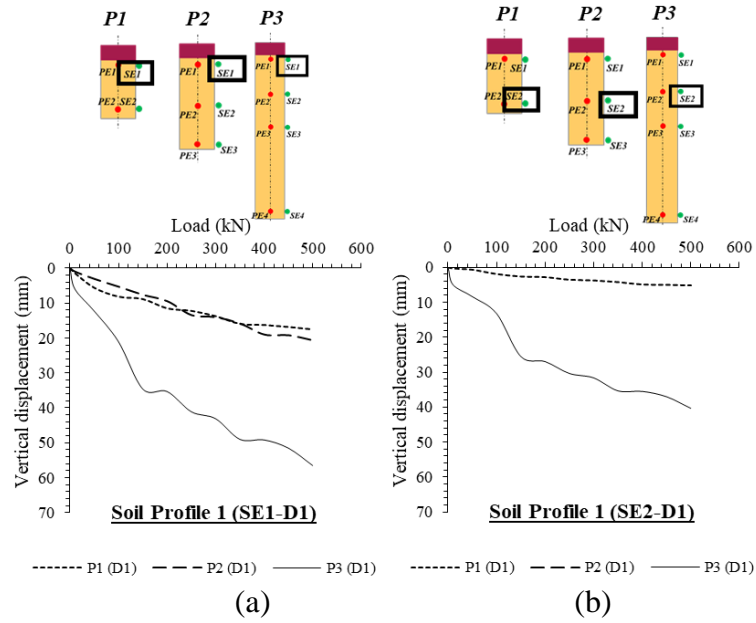 P1 P2 P3
PE1 SE1
PE2 SE2
PE1 SE1
PE2 SE2
PE3 SE3
PE1 SE1
PE2 SE2
PE3 SE3
PE4 SE4
Load (kN)
0 100 200 300 400 500 600
0
10
20
30
40
50
60
70
Vertical displacement (mm)
Soil Profile 1 (SE1-D1)
P1 (D1) P2 (D1) P3 (D1)
(a)
P1 P2 P3
PE1 SE1
PE2 SE2
PE1 SE1
PE2 SE2
PE3 SE3
PE1 SE1
PE2 SE2
PE3 SE3
PE4 SE4
Load (kN)
0 100 200 300 400 500 600
0
10
20
30
40
50
60
70
Vertical displacement (mm)
Soil Profile 1 (SE2-D1)
P1 (D1) P2 (D1) P3 (D1)
(b)